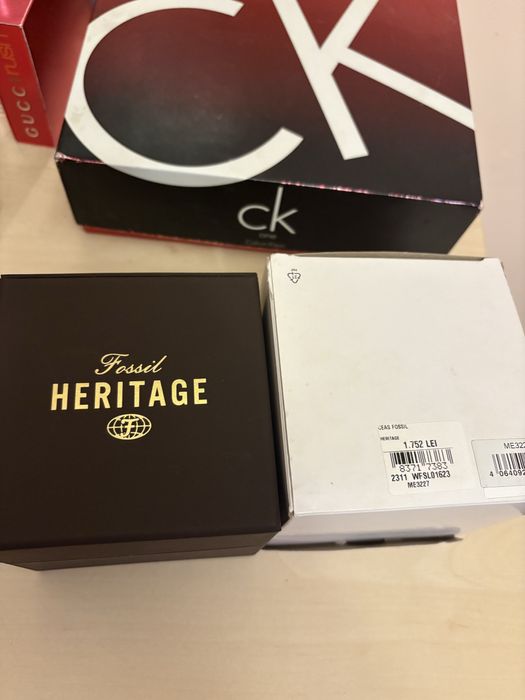 GUCCI rush
CK
ck
one
Calvin Klein
Fossil
HERITAGE
F
CEAS FOSSIL
HERITAGE
1.752 LEI
8371 7383
2311 WFSL01623
ME3227
ME322
4 064092